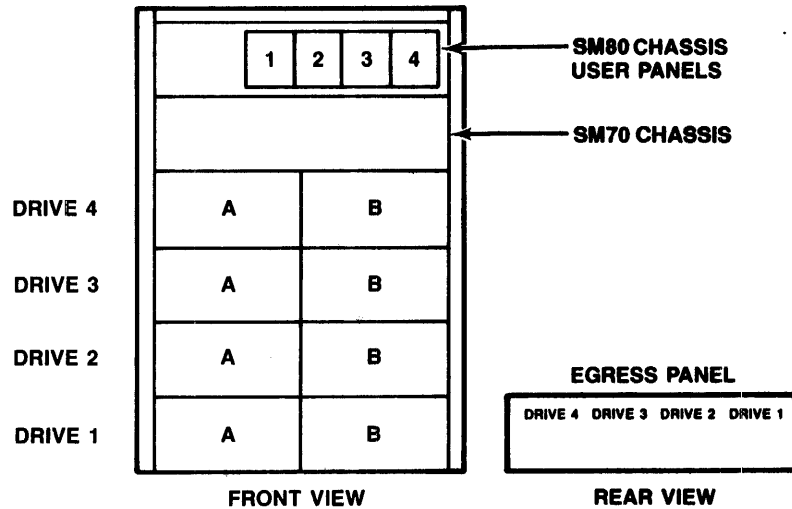 1 2 3 4
SM80 CHASSIS
USER PANELS
SM70 CHASSIS
DRIVE 4 A B
DRIVE 3 A B
DRIVE 2 A B
DRIVE 1 A B
EGRESS PANEL
DRIVE 4 DRIVE 3 DRIVE 2 DRIVE 1
FRONT VIEW
REAR VIEW